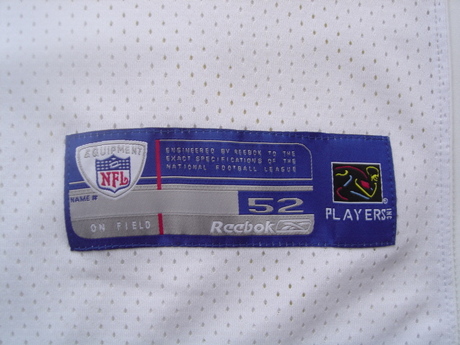 EQUIPMENT
NFL
ENGINEERED BY REEBOK TO THE
EXACT SPECIFICATIONS OF THE
NATIONAL FOOTBALL LEAGUE
NAME #
52
ON FIELD
Reebok
PLAYERS INC
®